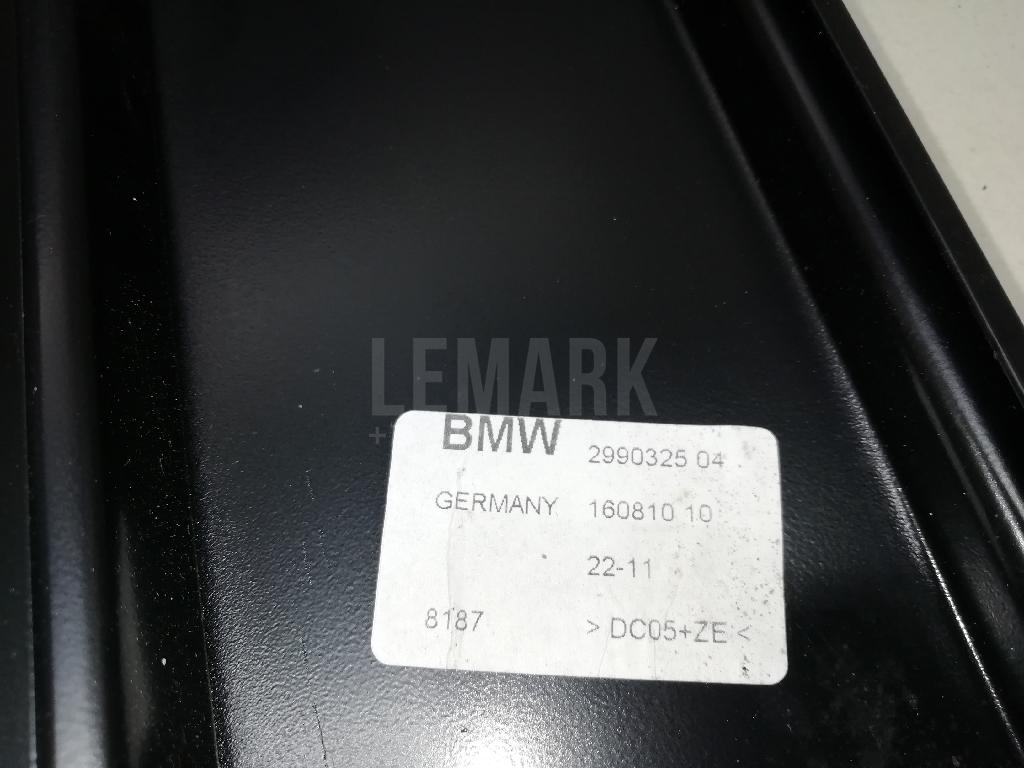 LEMARK
BMW 2990325 04
GERMANY 160810 10
22-11
8187 > DC05+ZE <